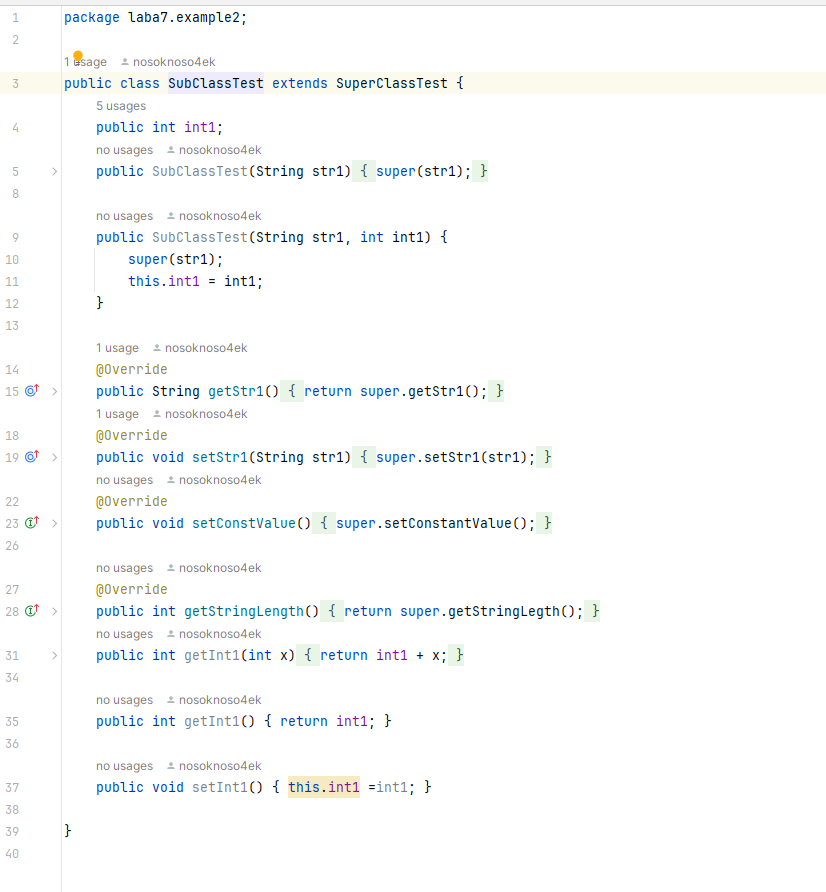 1 package laba7.example2;
2
1 usage nosoknoso4ek
3 public class SubClassTest extends SuperClassTest {
5 usages
4 public int int1;
no usages nosoknoso4ek
5 public SubClassTest(String str1) { super(str1); }
8
no usages nosoknoso4ek
9 public SubClassTest(String str1, int int1) {
10 super(str1);
11 this.int1 = int1;
12 }
13
1 usage nosoknoso4ek
14 @Override
15 public String getStr1() { return super.getStr1(); }
1 usage nosoknoso4ek
18 @Override
19 public void setStr1(String str1) { super.setStr1(str1); }
no usages nosoknoso4ek
22 @Override
23 public void setConstValue() { super.setConstantValue(); }
26
no usages nosoknoso4ek
27 @Override
28 public int getStringLength() { return super.getStringLegth(); }
no usages nosoknoso4ek
31 public int getInt1(int x) { return int1 + x; }
34
no usages nosoknoso4ek
35 public int getInt1() { return int1; }
36
no usages nosoknoso4ek
37 public void setInt1() { this.int1 =int1; }
38
39 }
40